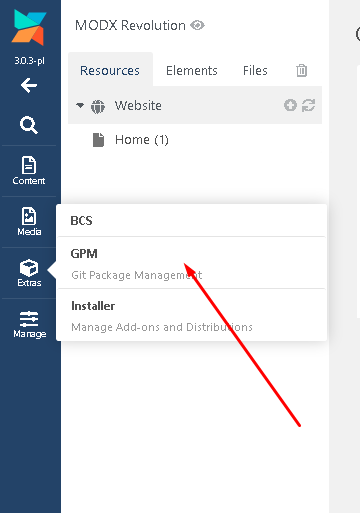 MODX Revolution
3.0.3-pl
Resources Elements Files
Website
Home (1)
Content
Media
Extras
Manage
BCS
GPM
Git Package Management
Installer
Manage Add-ons and Distributions